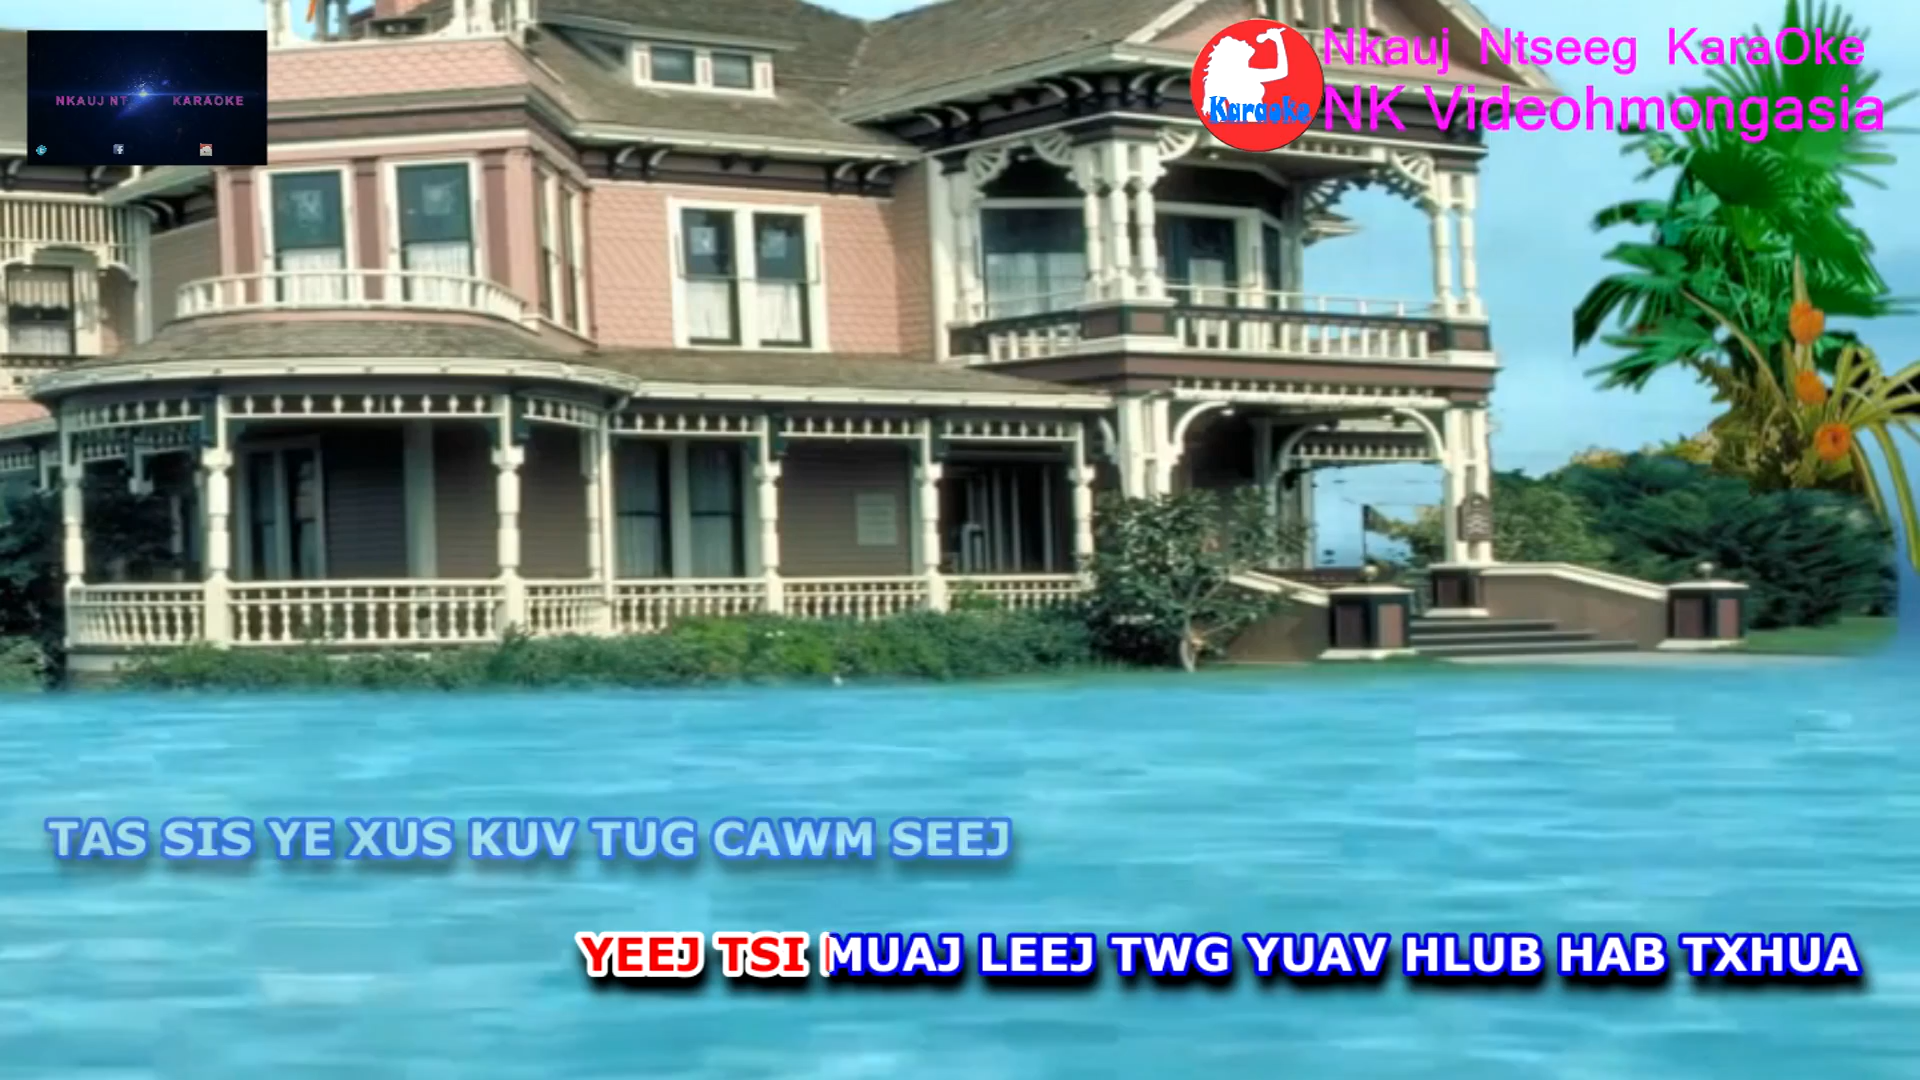 NKAUJ NT KARAOKE
Karaoke
Nkauj Ntseeg KaraOke
NK Videohmongasia
TAS SIS YE XUS KUV TUG CAWM SEEJ
YEEJ TSI MUAJ LEEJ TWG YUAV HLUB HAB TXHUA